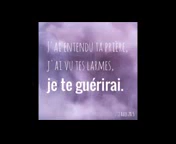 J'ai entendu ta prière,
j'ai vu tes larmes,
je te guérirai.